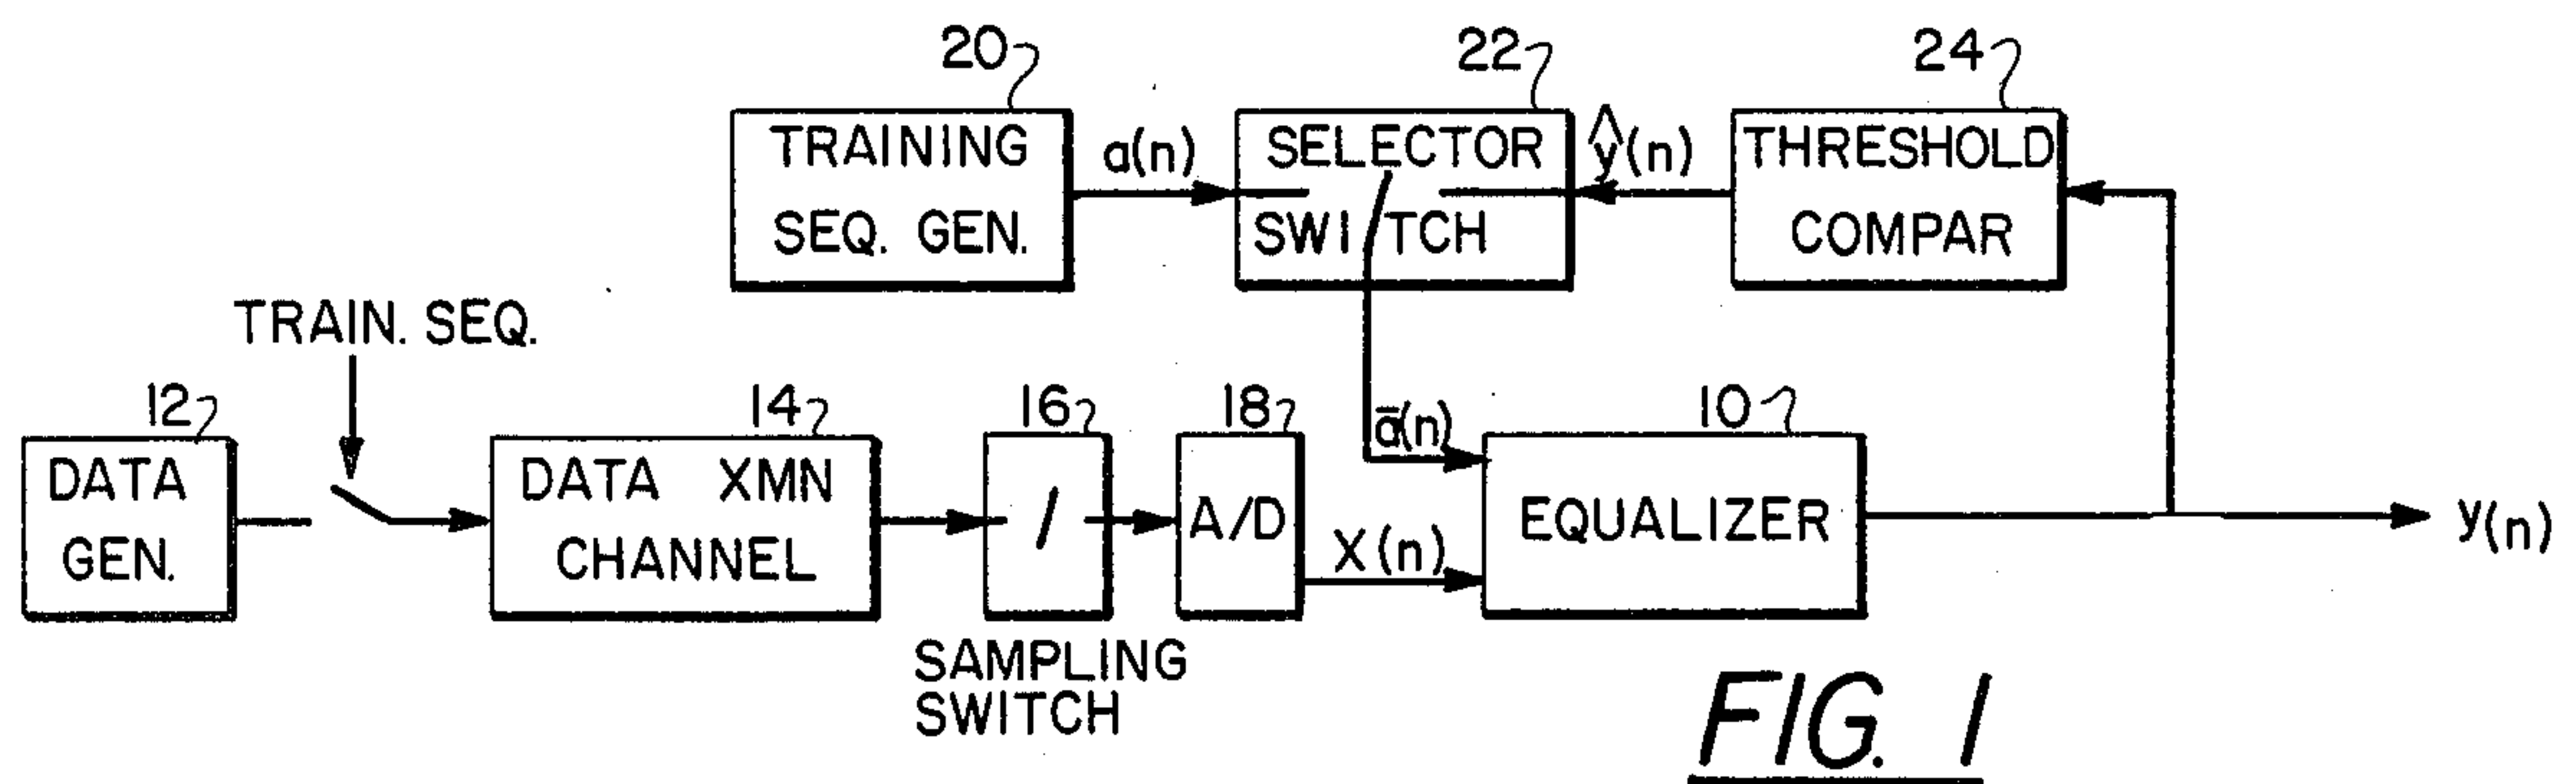 20
22
24
TRAINING
SEQ. GEN.
a(n)
SELECTOR
SWITCH
ŷ(n)
THRESHOLD
COMPAR
TRAIN. SEQ.
12
14
16
18
10
DATA
GEN.
DATA XMN
CHANNEL
A/D
ā(n)
X(n)
EQUALIZER
y(n)
SAMPLING
SWITCH
FIG. 1